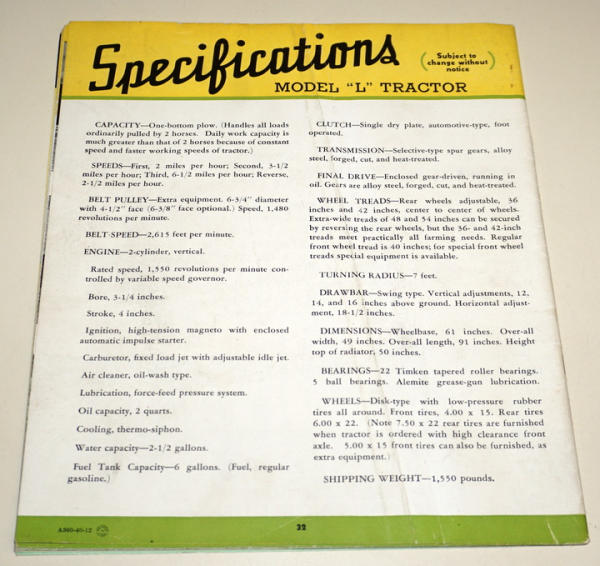 Specifications
(Subject to
change without
notice)
MODEL "L" TRACTOR
CAPACITY—One-bottom plow. (Handles all loads
ordinarily pulled by 2 horses. Daily work capacity is
much greater than that of 2 horses because of constant
speed and faster working speeds of tractor.)
SPEEDS—First, 2 miles per hour; Second, 3-1/2
miles per hour; Third, 6-1/2 miles per hour; Reverse,
2-1/2 miles per hour.
BELT PULLEY—Extra equipment. 6-3/4" diameter
with 4-1/2" face (6-3/8" face optional.) Speed, 1,480
revolutions per minute.
BELT-SPEED—2,615 feet per minute.
ENGINE—2-cylinder, vertical.
Rated speed, 1,550 revolutions per minute con-
trolled by variable speed governor.
Bore, 3-1/4 inches.
Stroke, 4 inches.
Ignition, high-tension magneto with enclosed
automatic impulse starter.
Carburetor, fixed load jet with adjustable idle jet.
Air cleaner, oil-wash type.
Lubrication, force-feed pressure system.
Oil capacity, 2 quarts.
Cooling, thermo-siphon.
Water capacity—2-1/2 gallons.
Fuel Tank Capacity—6 gallons. (Fuel, regular
gasoline.)
CLUTCH—Single dry plate, automotive-type, foot
operated.
TRANSMISSION—Selective-type spur gears, alloy
steel, forged, cut, and heat-treated.
FINAL DRIVE—Enclosed gear-driven, running in
oil. Gears are alloy steel, forged, cut, and heat-treated.
WHEEL TREADS—Rear wheels adjustable, 36
inches and 42 inches, center to center of wheels.
Extra-wide treads of 48 and 54 inches can be secured
by reversing the rear wheels, but the 36- and 42-inch
treads meet practically all farming needs. Regular
front wheel tread is 40 inches; for special front wheel
treads special equipment is available.
TURNING RADIUS—7 feet.
DRAWBAR—Swing type. Vertical adjustments, 12,
14, and 16 inches above ground. Horizontal adjust-
ment, 18-1/2 inches.
DIMENSIONS—Wheelbase, 61 inches. Over-all
width, 49 inches. Over-all length, 91 inches. Height
top of radiator, 50 inches.
BEARINGS—22 Timken tapered roller bearings.
5 ball bearings. Alemite grease-gun lubrication.
WHEELS—Disk-type with low-pressure rubber
tires all around. Front tires, 4.00 x 15. Rear tires
6.00 x 22. (Note 7.50 x 22 rear tires are furnished
when tractor is ordered with high clearance front
axle. 5.00 x 15 front tires can also be furnished, as
extra equipment.)
SHIPPING WEIGHT—1,550 pounds.
A360-40-12
32